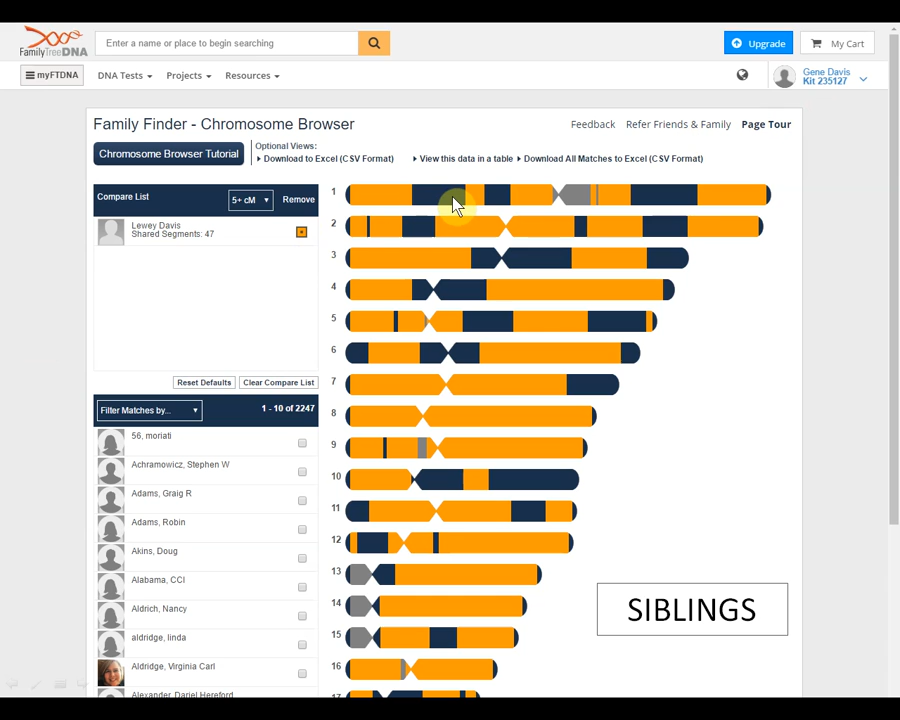 FamilyTreeDNA
Enter a name or place to begin searching
Upgrade
My Cart
myFTDNA
DNA Tests
Projects
Resources
Gene Davis
Kit 235127
Family Finder - Chromosome Browser
Feedback
Refer Friends & Family
Page Tour
Chromosome Browser Tutorial
Optional Views:
Download to Excel (CSV Format)
View this data in a table
Download All Matches to Excel (CSV Format)
Compare List
5+ cM
Remove
Lewey Davis
Shared Segments: 47
Reset Defaults
Clear Compare List
Filter Matches by...
1 - 10 of 2247
56, moriati
Achramowicz, Stephen W
Adams, Graig R
Adams, Robin
Akins, Doug
Alabama, CCI
Aldrich, Nancy
aldridge, linda
Aldridge, Virginia Carl
Alexander, Dariel Hereford
1
2
3
4
5
6
7
8
9
10
11
12
13
14
15
16
17
SIBLINGS